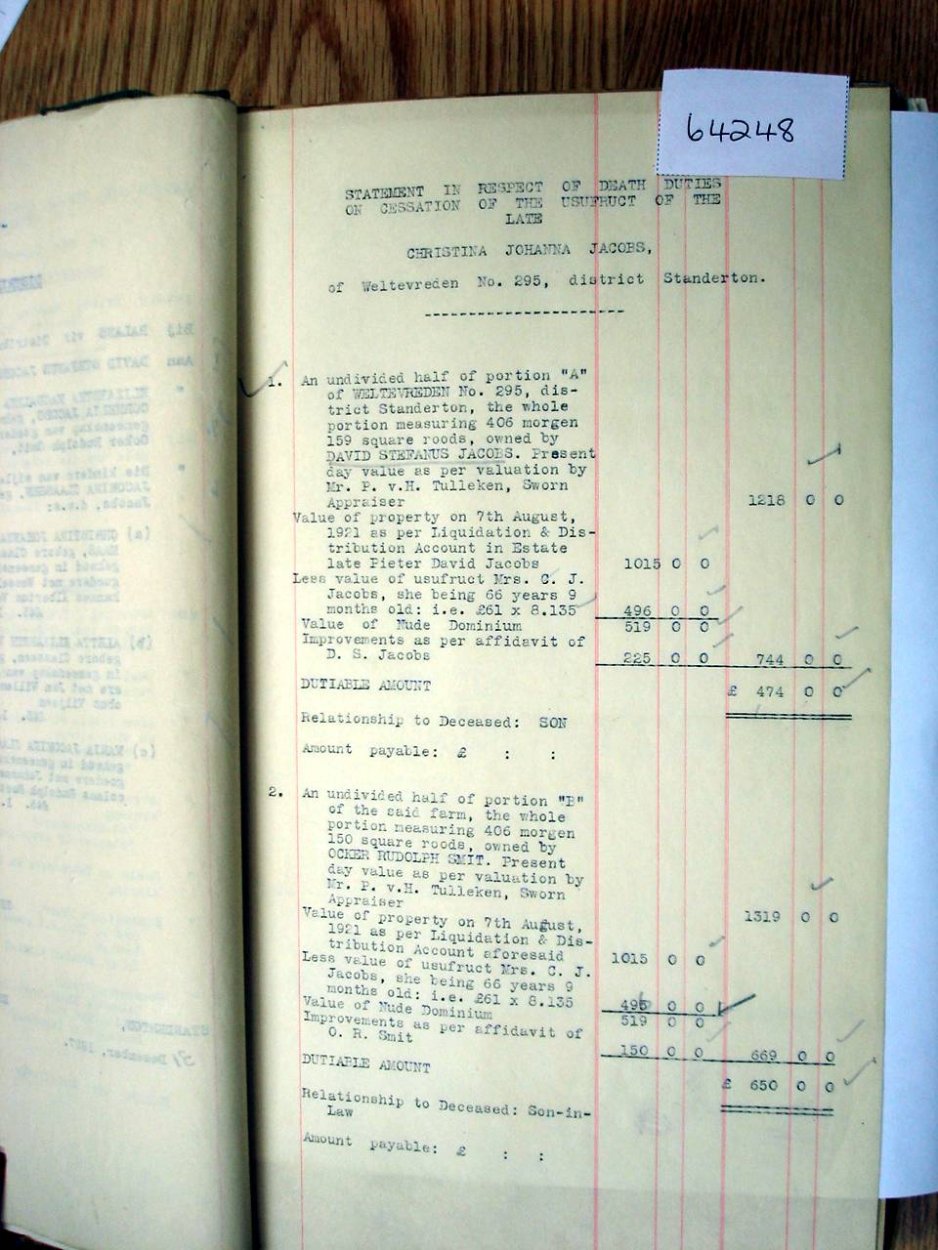 64248
STATEMENT IN RESPECT OF DEATH DUTIES
ON CESSATION OF THE USUFRUCT OF THE
LATE
CHRISTINA JOHANNA JACOBS,
of Weltevreden No. 295, district Standerton.
1. An undivided half of portion "A"
of WELTEVREDEN No. 295, dis-
trict Standerton, the whole
portion measuring 406 morgen
159 square roods, owned by
DAVID STEFANUS JACOBS. Present
day value as per valuation by
Mr. P. v.H. Tulleken, Sworn
Appraiser 1218 0 0
Value of property on 7th August,
1921 as per Liquidation & Dis-
tribution Account in Estate
late Pieter David Jacobs 1015 0 0
Less value of usufruct Mrs. C. J.
Jacobs, she being 66 years 9
months old: i.e. £61 x 8.135 496 0 0
Value of Nude Dominium 519 0 0
Improvements as per affidavit of
D. S. Jacobs 225 0 0 744 0 0
DUTIABLE AMOUNT £ 474 0 0
Relationship to Deceased: SON
Amount payable: £ : :
2. An undivided half of portion "B"
of the said farm, the whole
portion measuring 406 morgen
150 square roods, owned by
OCKER RUDOLPH SMIT. Present
day value as per valuation by
Mr. P. v.H. Tulleken, Sworn
Appraiser 1319 0 0
Value of property on 7th August,
1921 as per Liquidation & Dis-
tribution Account aforesaid 1015 0 0
Less value of usufruct Mrs. C. J.
Jacobs, she being 66 years 9
months old: i.e. £61 x 8.135 496 0 0
Value of Nude Dominium 519 0 0
Improvements as per affidavit of
O. R. Smit 150 0 0 669 0 0
DUTIABLE AMOUNT £ 650 0 0
Relationship to Deceased: Son-in-
Law
Amount payable: £ : :